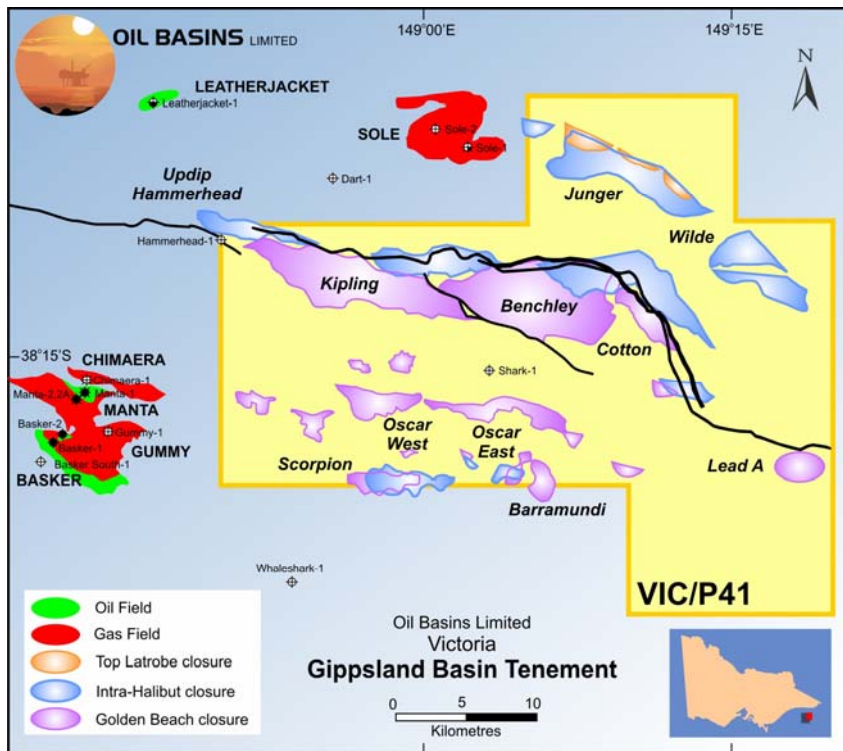 OIL BASINS LIMITED
149°00'E
149°15'E
N
LEATHERJACKET
Leatherjacket-1
SOLE
Sole-2
Sole-1
Dart-1
Junger
Updip
Hammerhead
Hammerhead-1
Wilde
Kipling
Benchley
Cotton
38°15'S
CHIMAERA
Chimaera-1
Shark-1
Manta-2,2A
Manta-1
MANTA
Basker-2
Gummy-1
Basker-1
GUMMY
Basker South-1
BASKER
Oscar
West
Oscar
East
Scorpion
Lead A
Barramundi
Whaleshark-1
VIC/P41
Oil Field
Gas Field
Top Latrobe closure
Intra-Halibut closure
Golden Beach closure
Oil Basins Limited
Victoria
Gippsland Basin Tenement
0 5 10
Kilometres